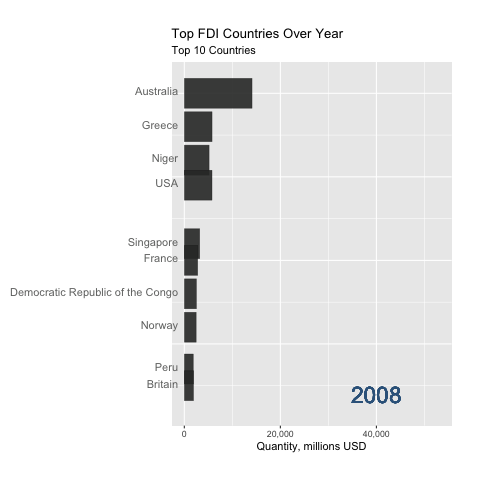 Top FDI Countries Over Year
Top 10 Countries
Australia
Greece
Niger
USA
Singapore
France
Democratic Republic of the Congo
Norway
Peru
Britain
2008
0 20,000 40,000
Quantity, millions USD